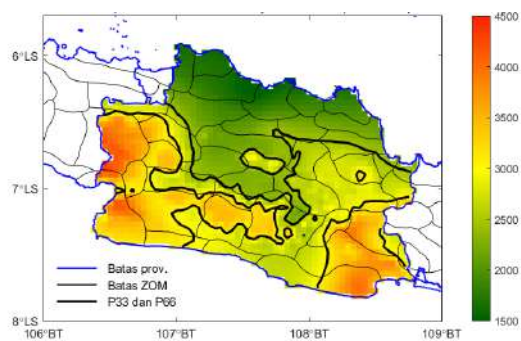 4500
6°LS
4000
3500
7°LS
3000
2500
Batas prov.
Batas ZOM
P33 dan P66
2000
8°LS
1500
106°BT
107°BT
108°BT
109°BT